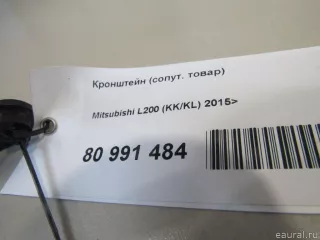 Кронштейн (сопут. товар)
Mitsubishi L200 (KK/KL) 2015>
80 991 484
eaural.ru